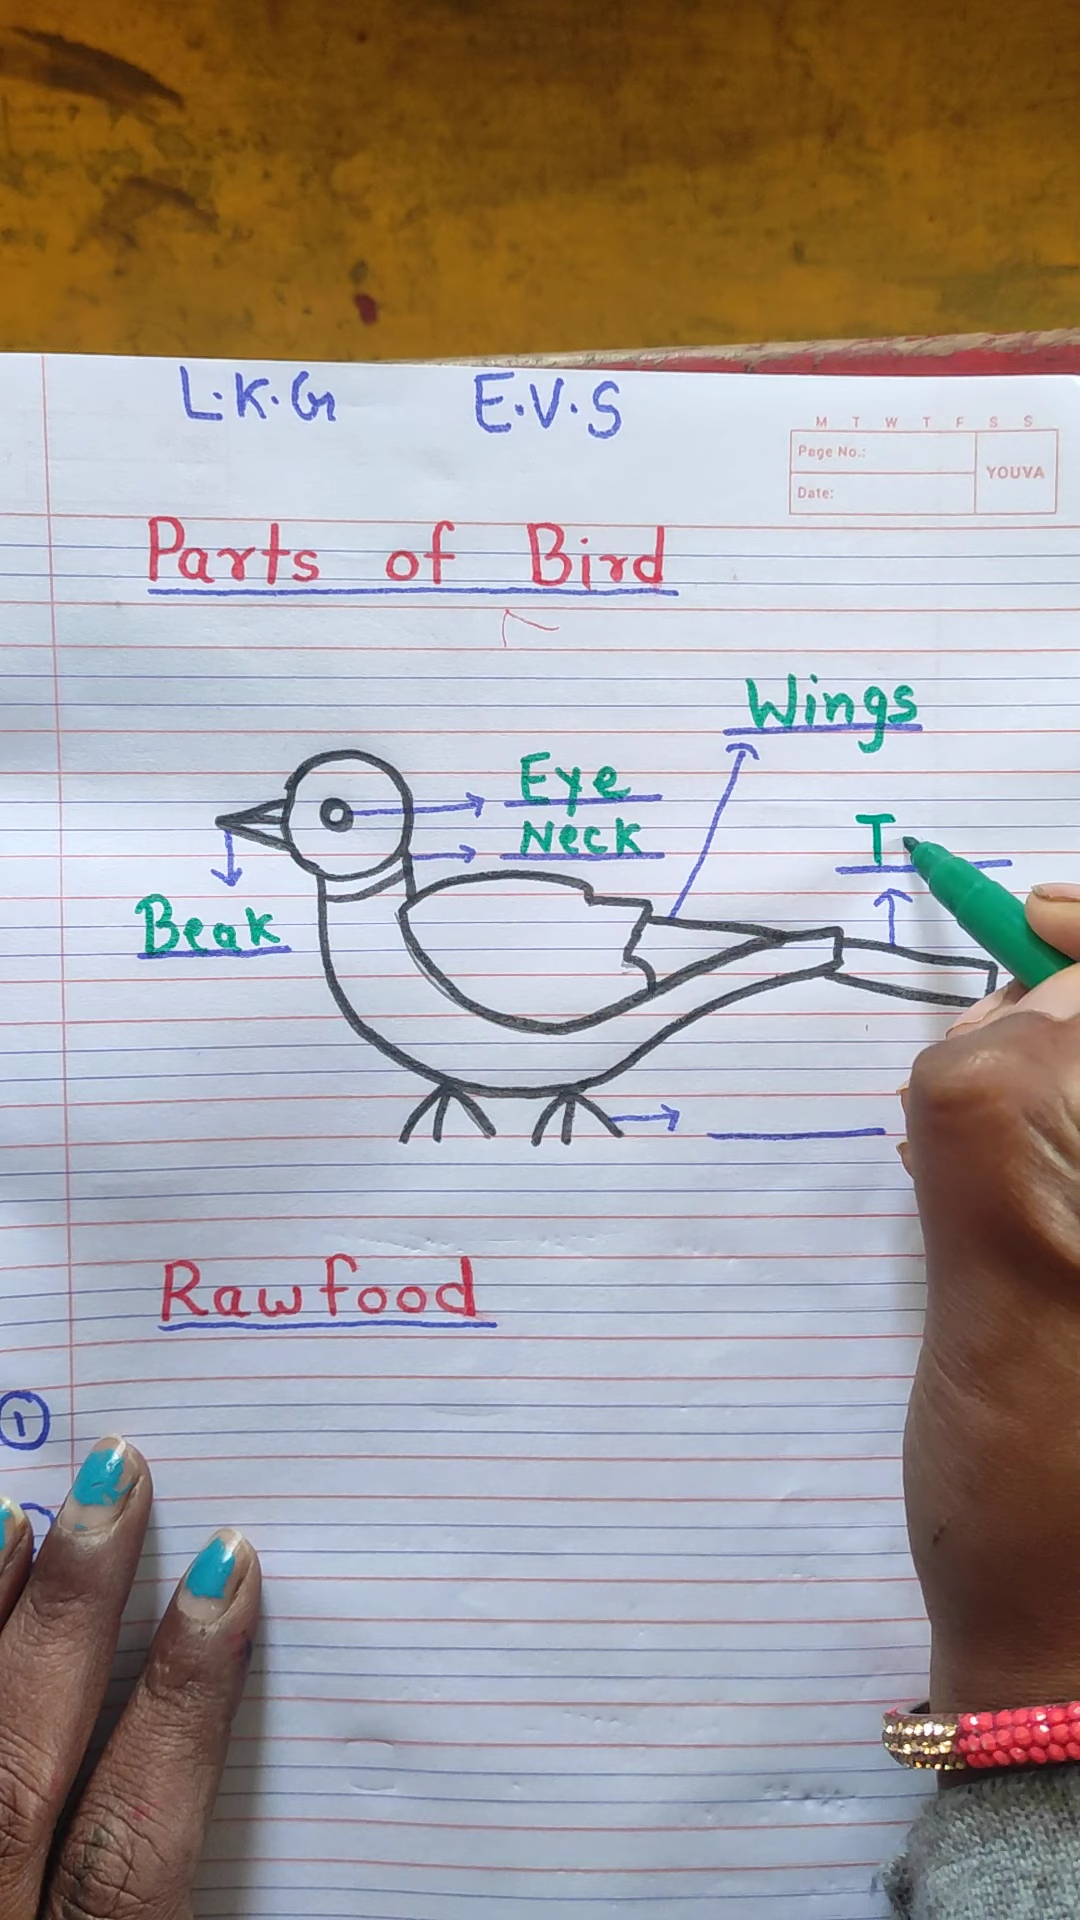 L.K.G E.V.S
M T W T F S S
Page No.:
YOUVA
Date:
Parts of Bird
Wings
Eye
T
Neck
Beak
Raw food
1